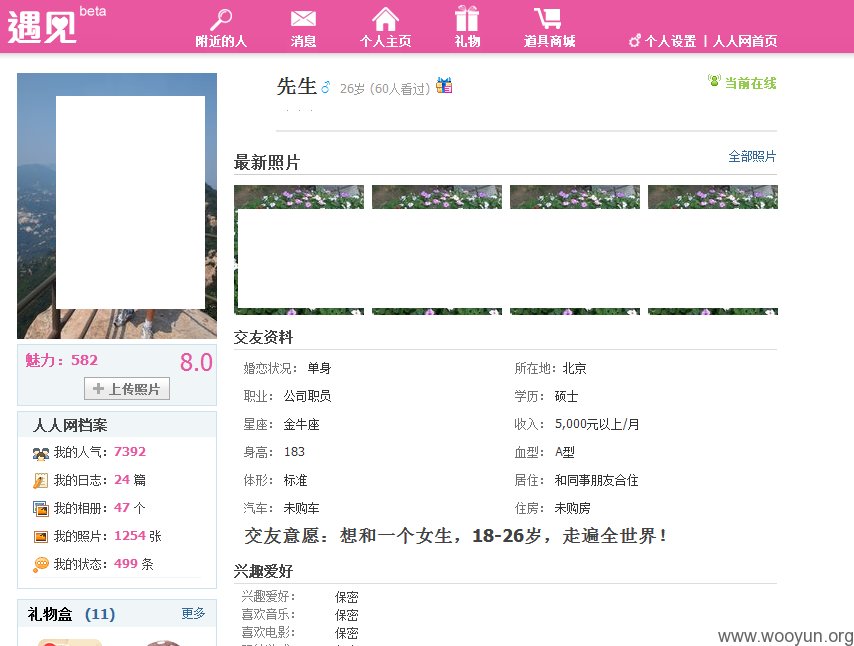 遇见 beta
附近的人 消息 个人主页 礼物 道具商城 个人设置 | 人人网首页
先生 26岁 (60人看过) 当前在线
最新照片 全部照片
魅力：582 8.0
上传照片
人人网档案
我的人气：7392
我的日志：24 篇
我的相册：47 个
我的照片：1254 张
我的状态：499 条
礼物盒 (11) 更多
交友资料
婚恋状况： 单身 所在地：北京
职业： 公司职员 学历： 硕士
星座： 金牛座 收入： 5,000元以上/月
身高： 183 血型： A型
体形： 标准 居住： 和同事朋友合住
汽车： 未购车 住房： 未购房
交友意愿：想和一个女生，18-26岁，走遍全世界！
兴趣爱好
兴趣爱好： 保密
喜欢音乐： 保密
喜欢电影： 保密
www.wooyun.org